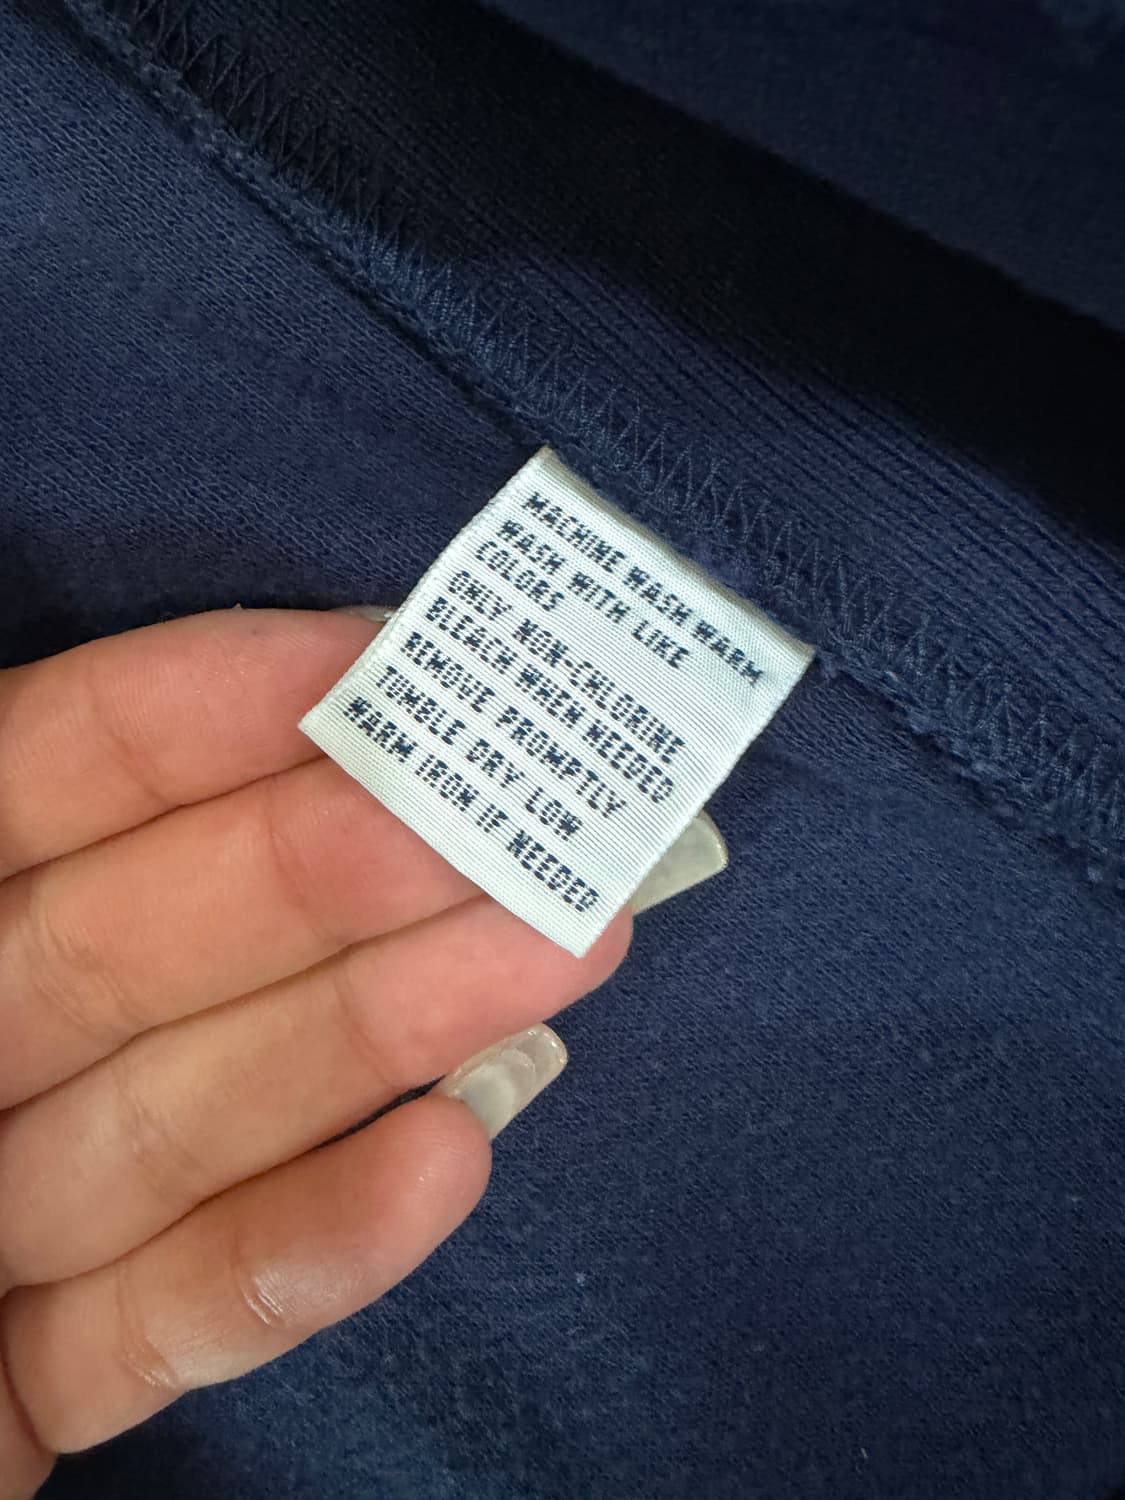 MACHINE WASH WARM
WASH WITH LIKE
COLORS
ONLY NON-CHLORINE
BLEACH WHEN NEEDED
REMOVE PROMPTLY
TUMBLE DRY LOW
WARM IRON IF NEEDED